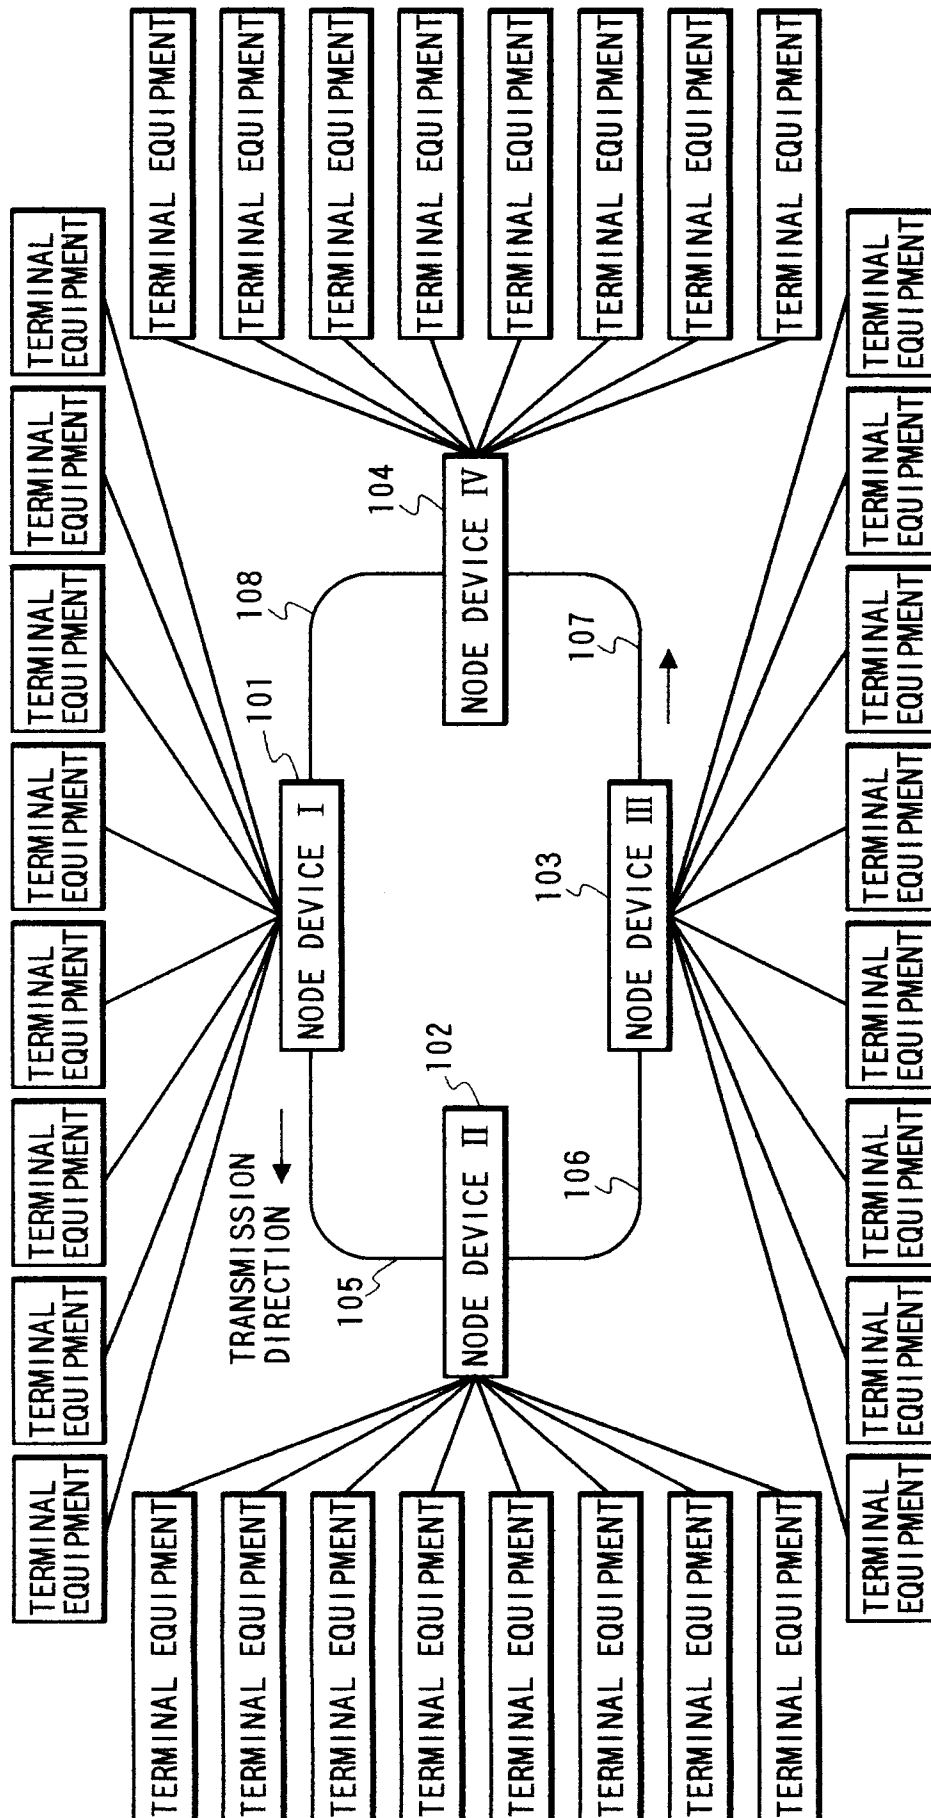 TERMINAL
EQUIPMENT
TERMINAL
EQUIPMENT
TERMINAL
EQUIPMENT
TERMINAL
EQUIPMENT
TERMINAL
EQUIPMENT
TERMINAL
EQUIPMENT
TERMINAL
EQUIPMENT
TERMINAL
EQUIPMENT
TERMINAL EQUIPMENT
TERMINAL EQUIPMENT
TERMINAL EQUIPMENT
TERMINAL EQUIPMENT
TERMINAL EQUIPMENT
TERMINAL EQUIPMENT
TERMINAL EQUIPMENT
TERMINAL EQUIPMENT
TRANSMISSION
DIRECTION
NODE DEVICE I
101
108
105
NODE DEVICE II
102
NODE DEVICE IV
104
106
NODE DEVICE III
103
107
TERMINAL EQUIPMENT
TERMINAL EQUIPMENT
TERMINAL EQUIPMENT
TERMINAL EQUIPMENT
TERMINAL EQUIPMENT
TERMINAL EQUIPMENT
TERMINAL EQUIPMENT
TERMINAL EQUIPMENT
TERMINAL
EQUIPMENT
TERMINAL
EQUIPMENT
TERMINAL
EQUIPMENT
TERMINAL
EQUIPMENT
TERMINAL
EQUIPMENT
TERMINAL
EQUIPMENT
TERMINAL
EQUIPMENT
TERMINAL
EQUIPMENT